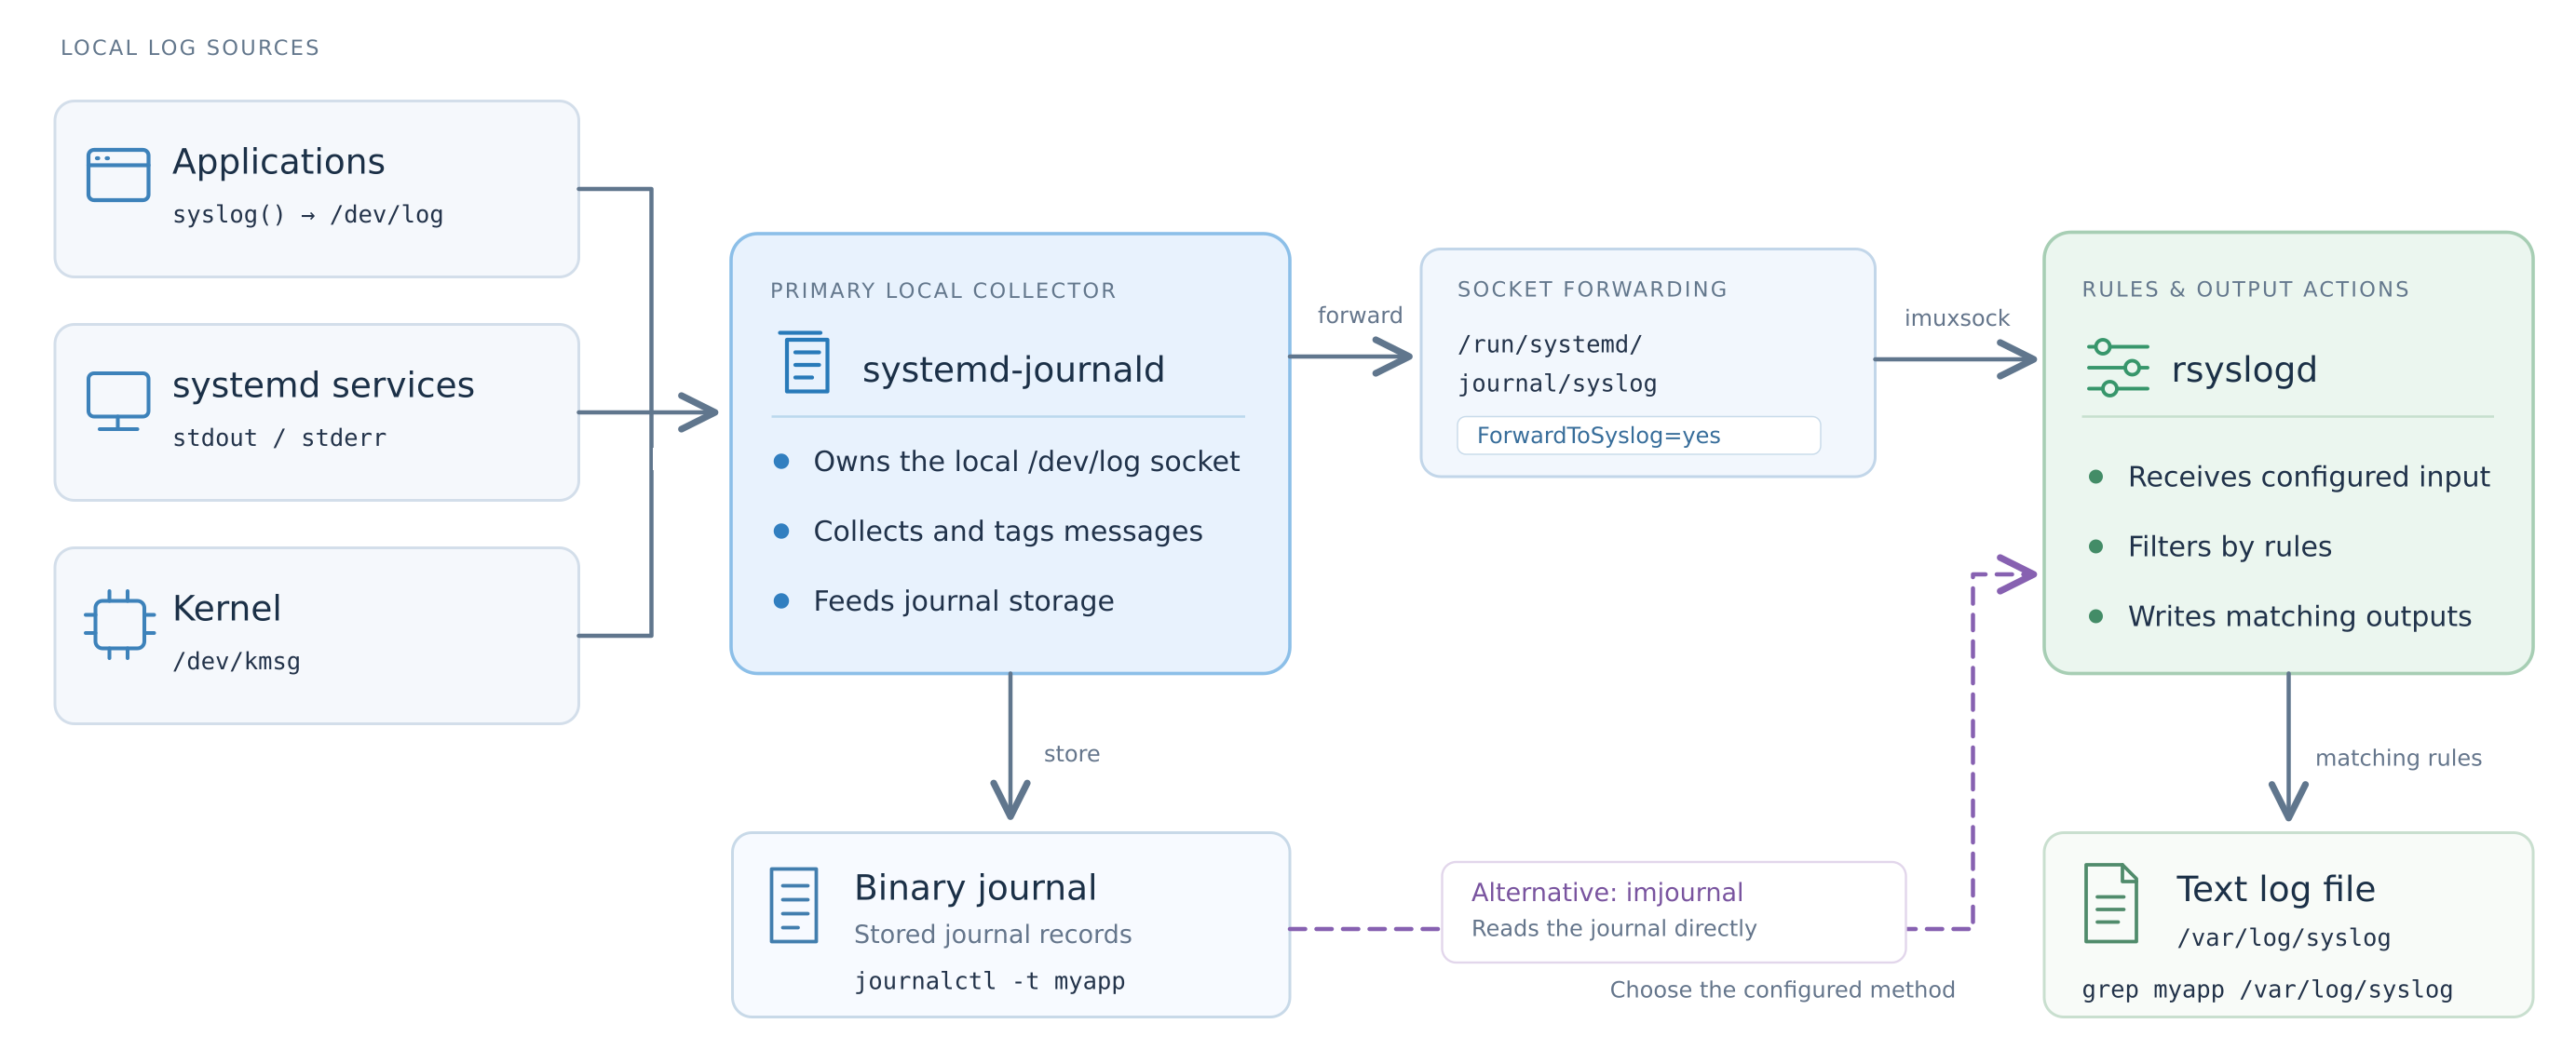 LOCAL LOG SOURCES
Applications
syslog() → /dev/log
systemd services
stdout / stderr
Kernel
/dev/kmsg
PRIMARY LOCAL COLLECTOR
systemd-journald
Owns the local /dev/log socket
Collects and tags messages
Feeds journal storage
forward
SOCKET FORWARDING
/run/systemd/
journal/syslog
ForwardToSyslog=yes
imuxsock
RULES & OUTPUT ACTIONS
rsyslogd
Receives configured input
Filters by rules
Writes matching outputs
store
matching rules
Binary journal
Stored journal records
journalctl -t myapp
Alternative: imjournal
Reads the journal directly
Choose the configured method
Text log file
/var/log/syslog
grep myapp /var/log/syslog